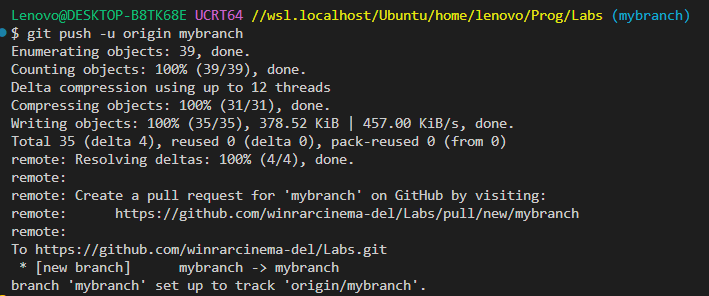 Lenovo@DESKTOP-B8TK68E UCRT64 //wsl.localhost/Ubuntu/home/lenovo/Prog/Labs (mybranch)
$ git push -u origin mybranch
Enumerating objects: 39, done.
Counting objects: 100% (39/39), done.
Delta compression using up to 12 threads
Compressing objects: 100% (31/31), done.
Writing objects: 100% (35/35), 378.52 KiB | 457.00 KiB/s, done.
Total 35 (delta 4), reused 0 (delta 0), pack-reused 0 (from 0)
remote: Resolving deltas: 100% (4/4), done.
remote:
remote: Create a pull request for 'mybranch' on GitHub by visiting:
remote:      https://github.com/winrarcinema-del/Labs/pull/new/mybranch
remote:
To https://github.com/winrarcinema-del/Labs.git
 * [new branch]      mybranch -> mybranch
branch 'mybranch' set up to track 'origin/mybranch'.